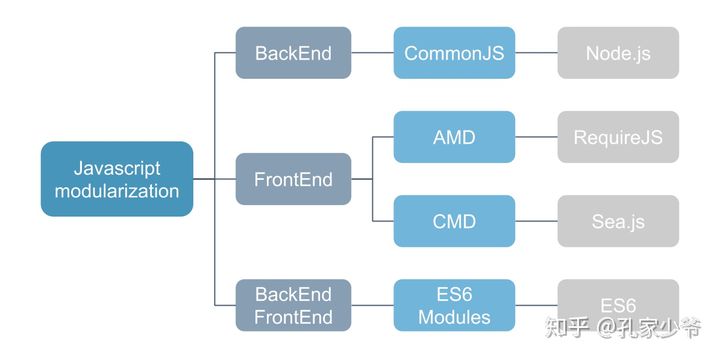 BackEnd
CommonJS
Node.js
AMD
RequireJS
Javascript
modularization
FrontEnd
CMD
Sea.js
BackEnd
FrontEnd
ES6
Modules
ES6
知乎 @孔家少爷